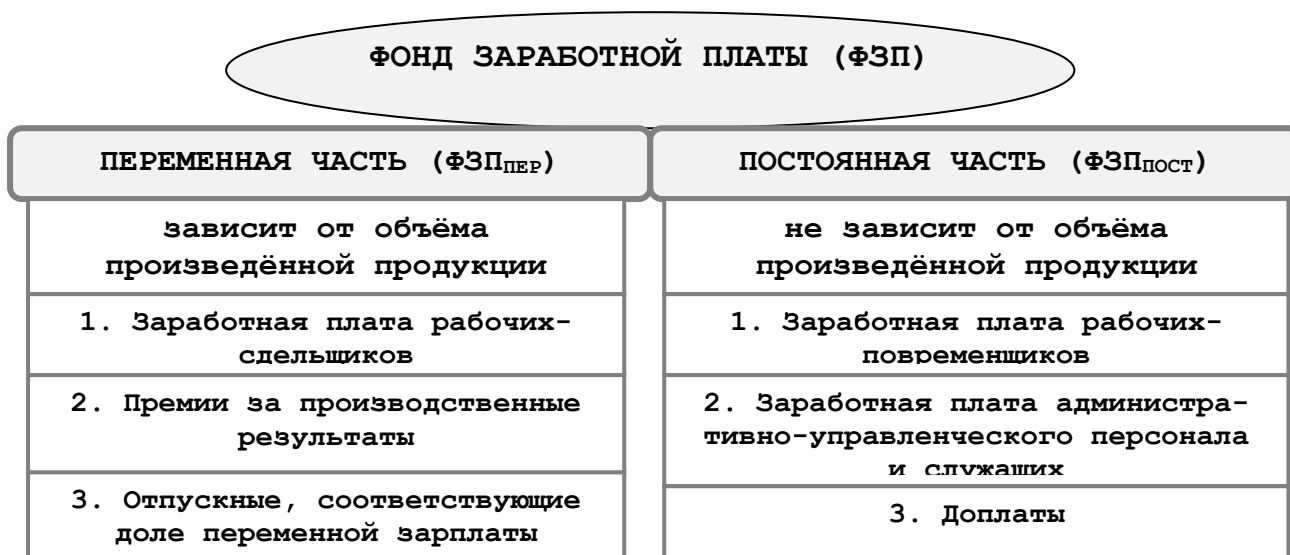 ФОНД ЗАРАБОТНОЙ ПЛАТЫ (ФЗП)
ПЕРЕМЕННАЯ ЧАСТЬ (ФЗППЕР)
зависит от объёма
произведённой продукции
1. Заработная плата рабочих-
сдельщиков
2. Премии за производственные
результаты
3. Отпускные, соответствующие
доле переменной зарплаты
ПОСТОЯННАЯ ЧАСТЬ (ФЗППОСТ)
не зависит от объёма
произведённой продукции
1. Заработная плата рабочих-
повременщиков
2. Заработная плата администра-
тивно-управленческого персонала
и служащих
3. Доплаты